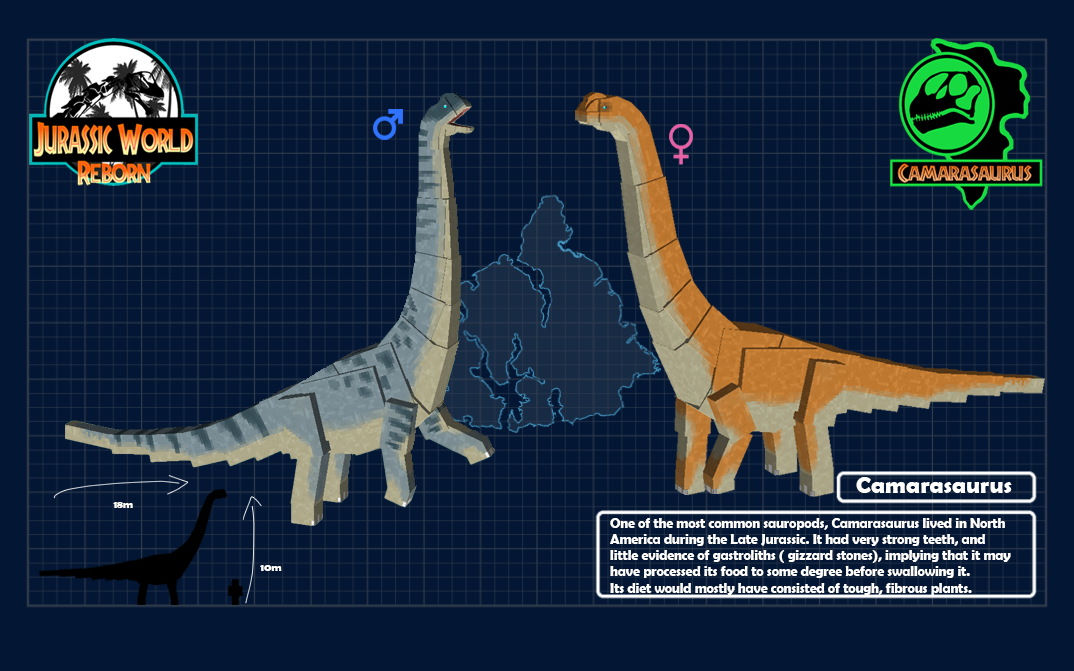 JURASSIC WORLD
REBORN
CAMARASAURUS
18m
10m
Camarasaurus
One of the most common sauropods, Camarasaurus lived in North
America during the Late Jurassic. It had very strong teeth, and
little evidence of gastroliths ( gizzard stones), implying that it may
have processed its food to some degree before swallowing it.
Its diet would mostly have consisted of tough, fibrous plants.